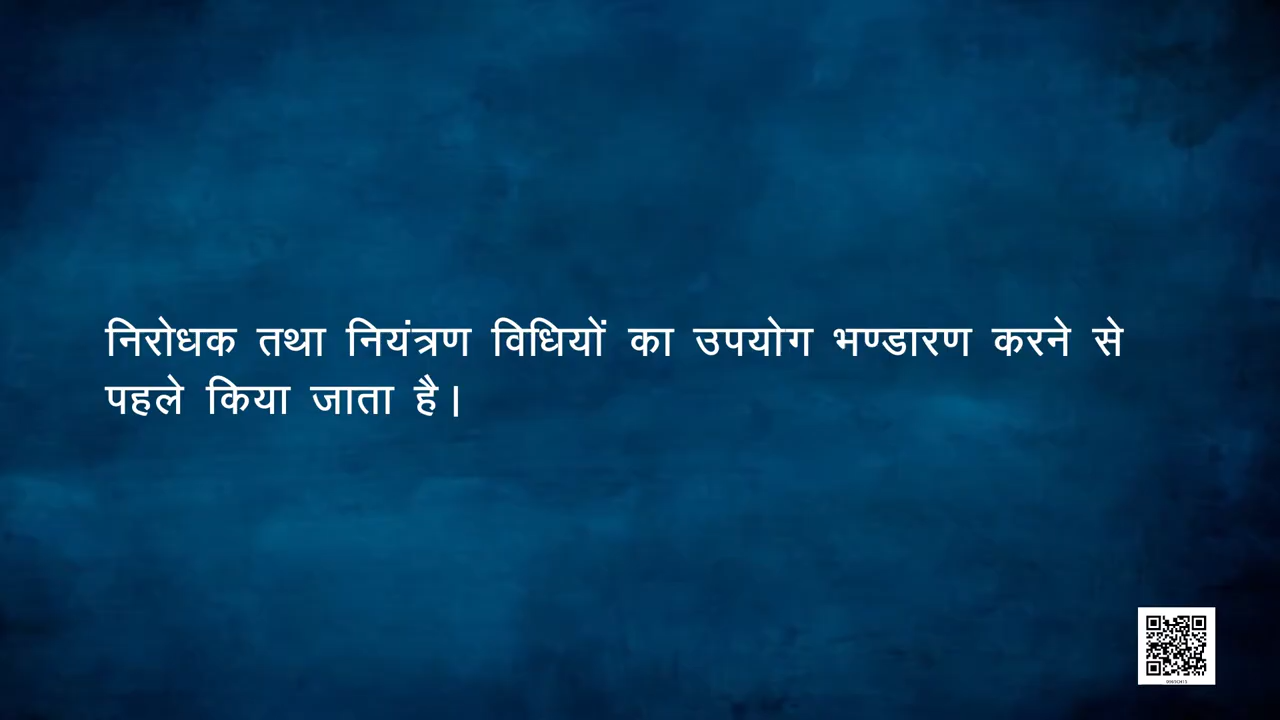 निरोधक तथा नियंत्रण विधियों का उपयोग भण्डारण करने से
पहले किया जाता है।